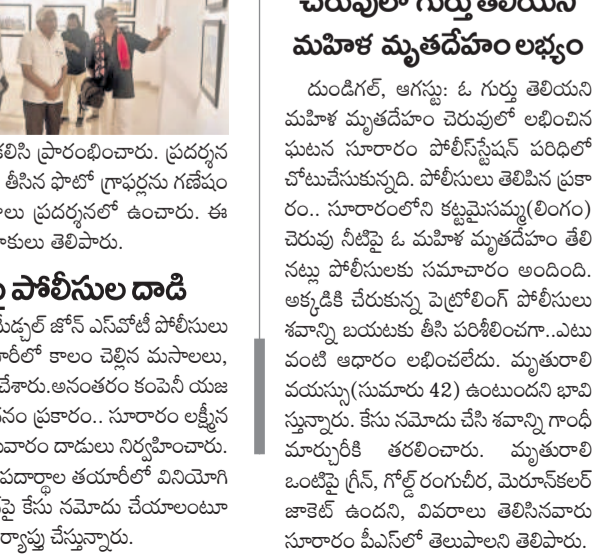 కలిసి ప్రారంభించారు. ప్రదర్శన
తీసిన ఫొటో గ్రాఫర్లను గణేషం
లు ప్రదర్శనలో ఉంచారు. ఈ
కులు తెలిపారు.
పోలీసుల దాడి
మేడ్చల్ జోన్ ఎస్‌వోటీ పోలీసులు
రీలో కాలం చెల్లిన మసాలలు,
చేశారు.అనంతరం కంపెనీ యజ
నం ప్రకారం.. సూరారం లక్ష్మీన
వారం దాడులు నిర్వహించారు.
పదార్థాల తయారీలో వినియోగి
పై కేసు నమోదు చేయాలంటూ
ర్యాప్తు చేస్తున్నారు.
చెరువులో గుర్తుతెలియని
మహిళ మృతదేహం లభ్యం
దుండిగల్, ఆగస్టు: ఓ గుర్తు తెలియని
మహిళ మృతదేహం చెరువులో లభించిన
ఘటన సూరారం పోలీస్‌స్టేషన్ పరిధిలో
చోటుచేసుకున్నది. పోలీసులు తెలిపిన ప్రకా
రం.. సూరారంలోని కట్టమైసమ్మ(లింగం)
చెరువు నీటిపై ఓ మహిళ మృతదేహం తేలి
నట్లు పోలీసులకు సమాచారం అందింది.
అక్కడికి చేరుకున్న పెట్రోలింగ్ పోలీసులు
శవాన్ని బయటకు తీసి పరిశీలించగా..ఎటు
వంటి ఆధారం లభించలేదు. మృతురాలి
వయస్సు(సుమారు 42) ఉంటుందని భావి
స్తున్నారు. కేసు నమోదు చేసి శవాన్ని గాంధీ
మార్చురీకి తరలించారు. మృతురాలి
ఒంటిపై గ్రీన్, గోల్డ్ రంగుచీర, మెరూన్‌కలర్
జాకెట్ ఉందని, వివరాలు తెలిసినవారు
సూరారం పీఎస్‌లో తెలుపాలని తెలిపారు.